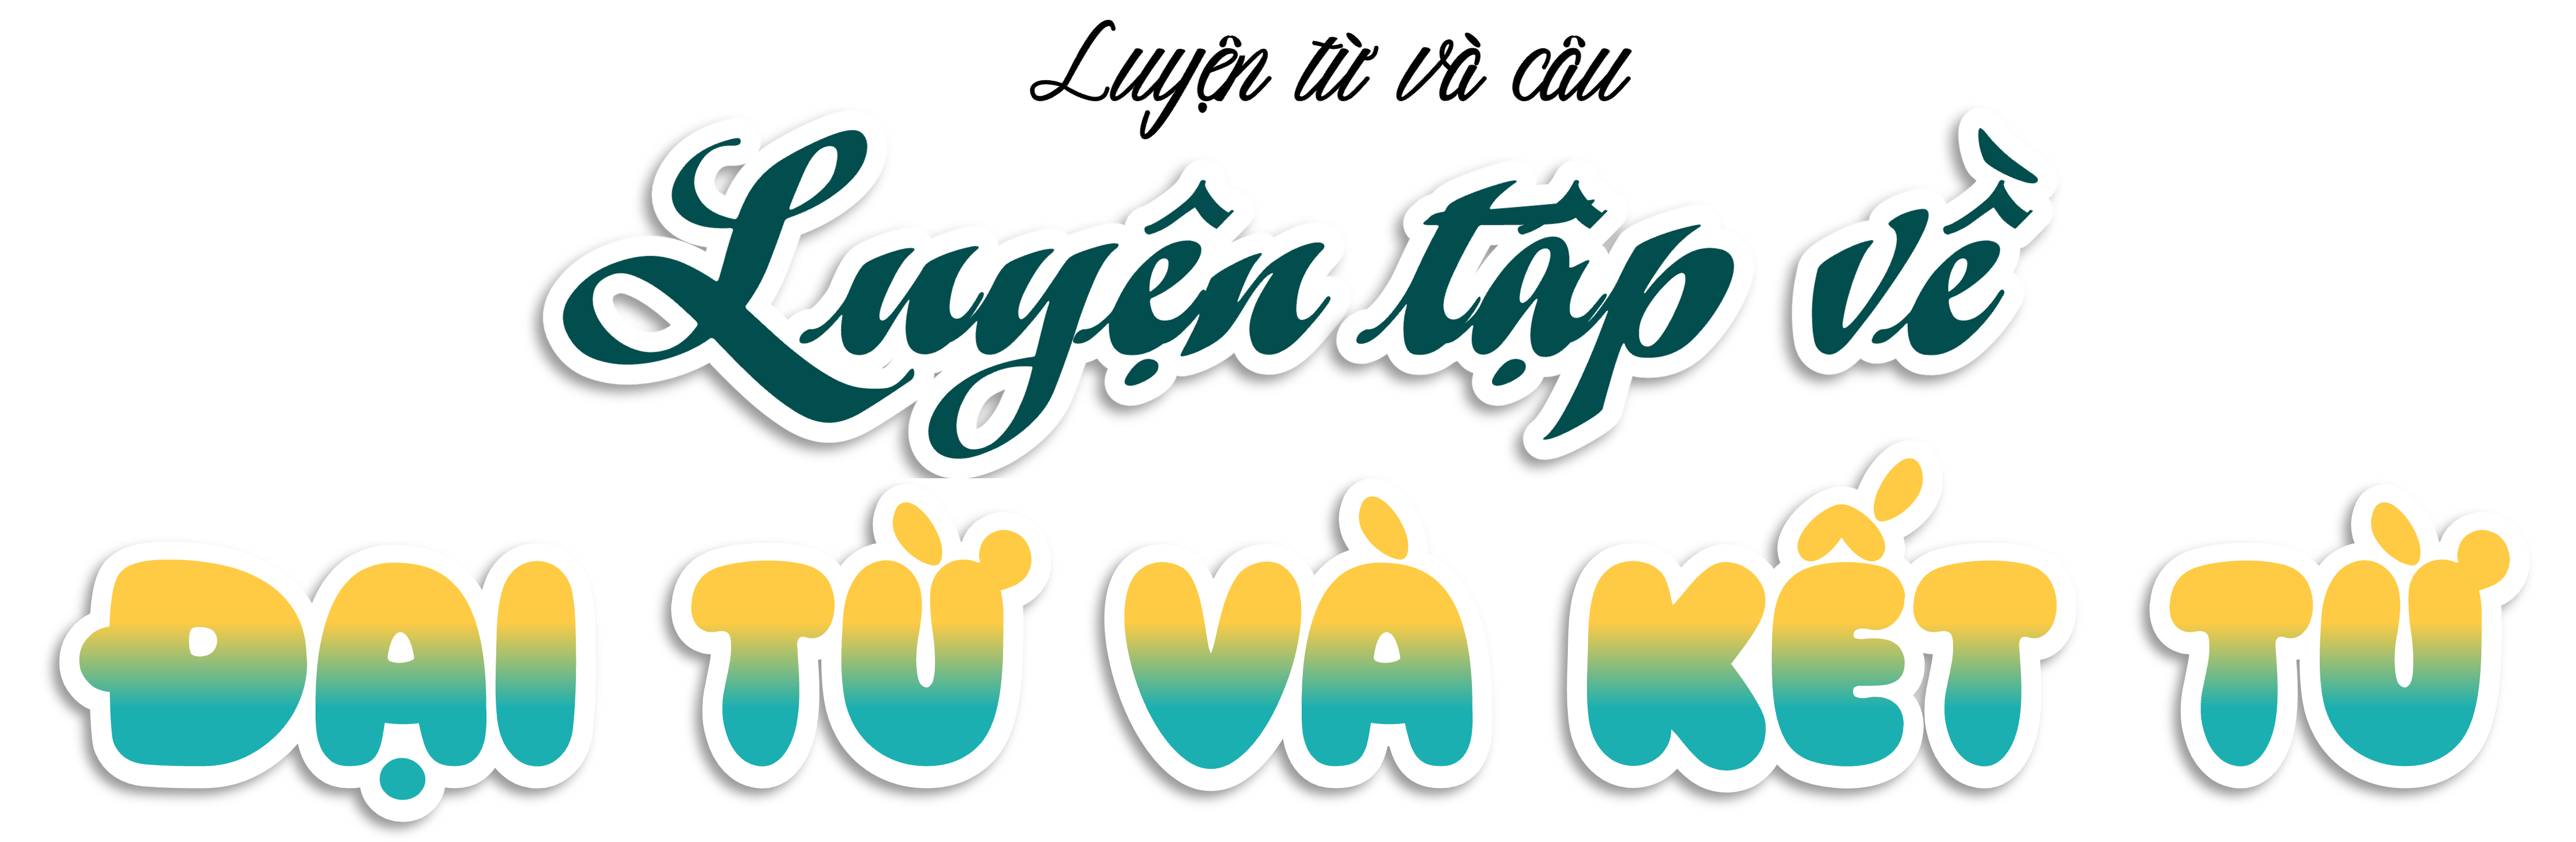 Luyện từ và câu
Luyện tập về
ĐẠI TỪ VÀ KẾT TỪ